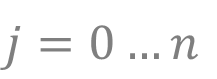 j = 0 … n